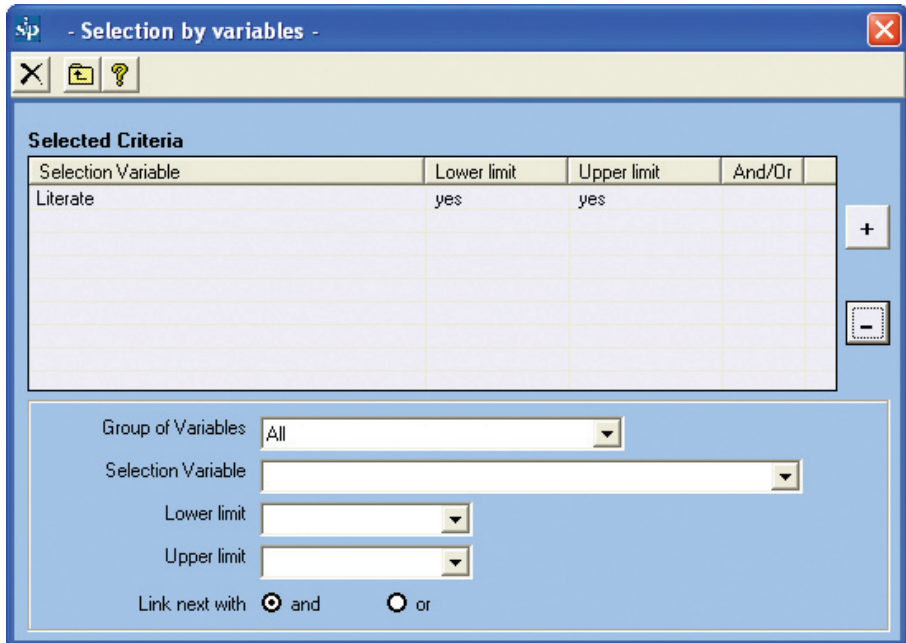 sip - Selection by variables -
Selected Criteria
Selection Variable Lower limit Upper limit And/Or
Literate yes yes
+
-
Group of Variables All
Selection Variable
Lower limit
Upper limit
Link next with and or